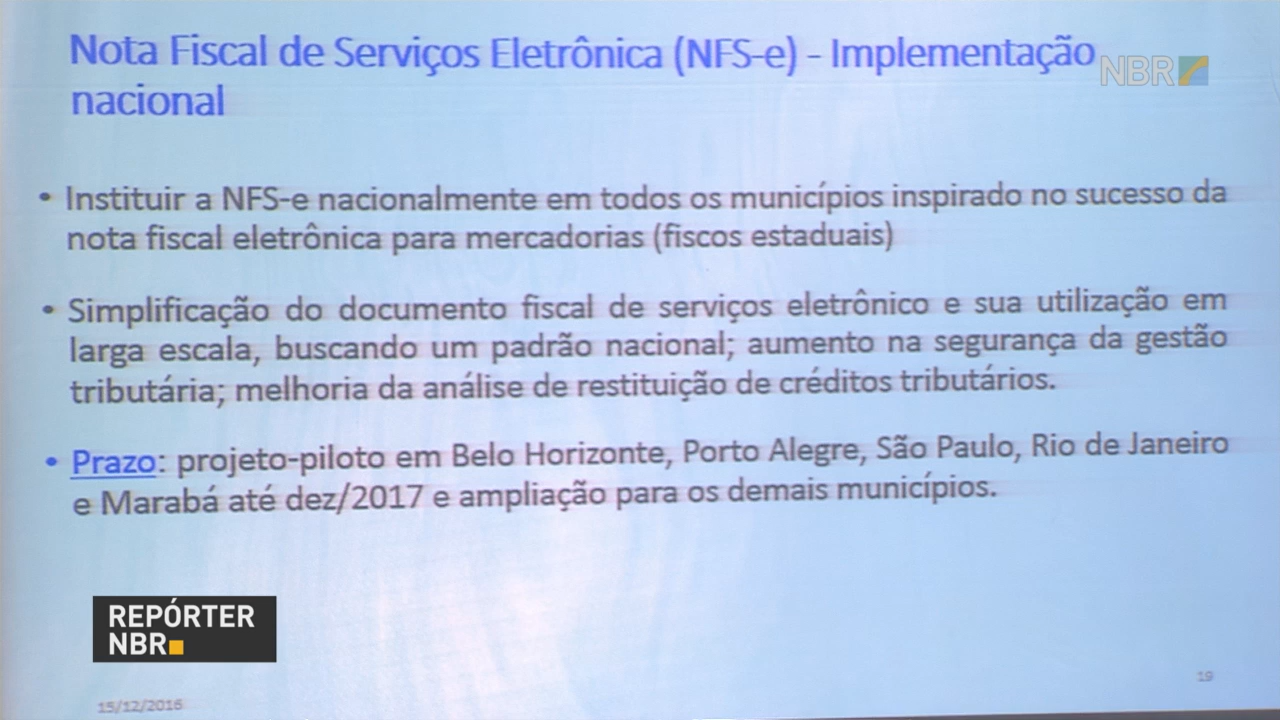 Nota Fiscal de Serviços Eletrônica (NFS-e) - Implementação
nacional
NBR
• Instituir a NFS-e nacionalmente em todos os municípios inspirado no sucesso da
nota fiscal eletrônica para mercadorias (fiscos estaduais)
• Simplificação do documento fiscal de serviços eletrônico e sua utilização em
larga escala, buscando um padrão nacional; aumento na segurança da gestão
tributária; melhoria da análise de restituição de créditos tributários.
• Prazo: projeto-piloto em Belo Horizonte, Porto Alegre, São Paulo, Rio de Janeiro
e Marabá até dez/2017 e ampliação para os demais municípios.
REPÓRTER
NBR
19
15/12/2016